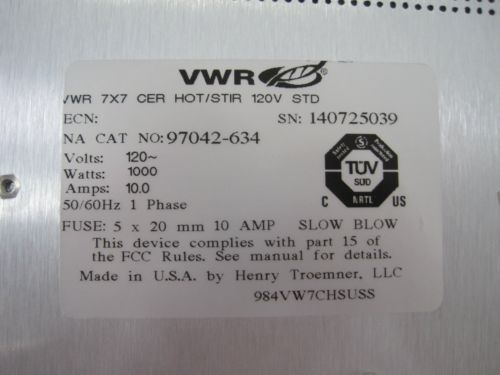 VWR
VWR 7X7 CER HOT/STIR 120V STD
ECN: SN: 140725039
NA CAT NO: 97042-634
Volts: 120~
Watts: 1000
Amps: 10.0
50/60Hz 1 Phase
TÜV
SÜD
C NRTL US
FUSE: 5 x 20 mm 10 AMP SLOW BLOW
This device complies with part 15 of
the FCC Rules. See manual for details.
Made in U.S.A. by Henry Troemner, LLC
984VW7CHSUSS